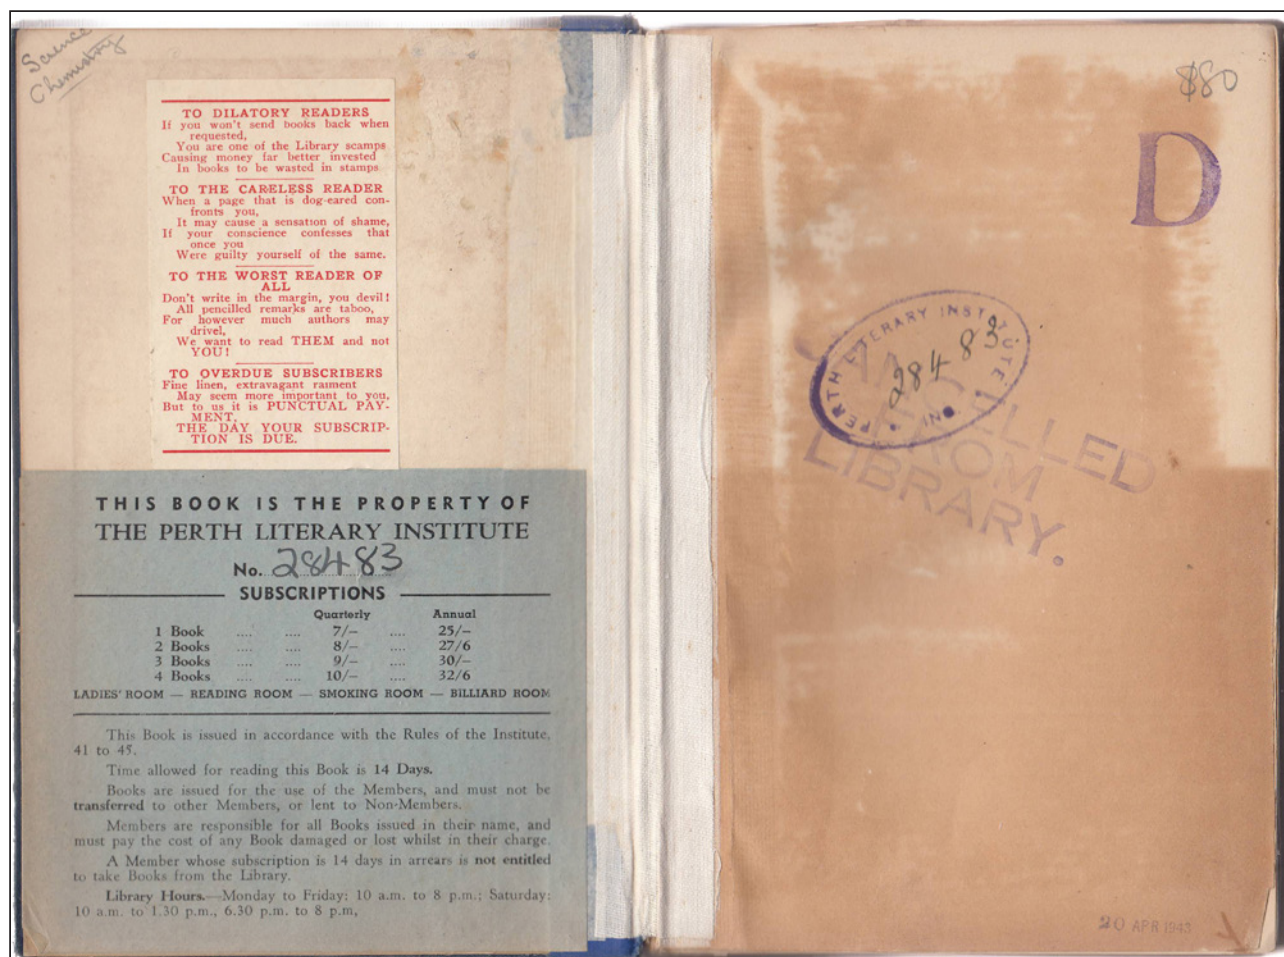 Science
Chemistry
TO DILATORY READERS
If you won't send books back when
requested,
You are one of the Library scamps
Causing money far better invested
In books to be wasted in stamps
TO THE CARELESS READER
When a page that is dog-eared con-
fronts you,
It may cause a sensation of shame,
If your conscience confesses that
once you
Were guilty yourself of the same.
TO THE WORST READER OF
ALL
Don't write in the margin, you devil!
All pencilled remarks are taboo,
For however much authors may
drivel,
We want to read THEM and not
YOU!
TO OVERDUE SUBSCRIBERS
Fine linen, extravagant raiment
May seem more important to you,
But to us it is PUNCTUAL PAY-
MENT,
THE DAY YOUR SUBSCRIP-
TION IS DUE.
THIS BOOK IS THE PROPERTY OF
THE PERTH LITERARY INSTITUTE
No. 28483
SUBSCRIPTIONS
Quarterly Annual
1 Book .... .... 7/- .... 25/-
2 Books .... .... 8/- .... 27/6
3 Books .... .... 9/- .... 30/-
4 Books .... .... 10/- .... 32/6
LADIES' ROOM — READING ROOM — SMOKING ROOM — BILLIARD ROOM
This Book is issued in accordance with the Rules of the Institute,
41 to 45.
Time allowed for reading this Book is 14 Days.
Books are issued for the use of the Members, and must not be
transferred to other Members, or lent to Non-Members.
Members are responsible for all Books issued in their name, and
must pay the cost of any Book damaged or lost whilst in their charge.
A Member whose subscription is 14 days in arrears is not entitled
to take Books from the Library.
Library Hours.—Monday to Friday: 10 a.m. to 8 p.m.; Saturday:
10 a.m. to 1.30 p.m., 6.30 p.m. to 8 p.m,
$80
D
PERTH LITERARY INSTITUTE
28483
INC
CANCELLED
FROM
LIBRARY.
20 APR 1943